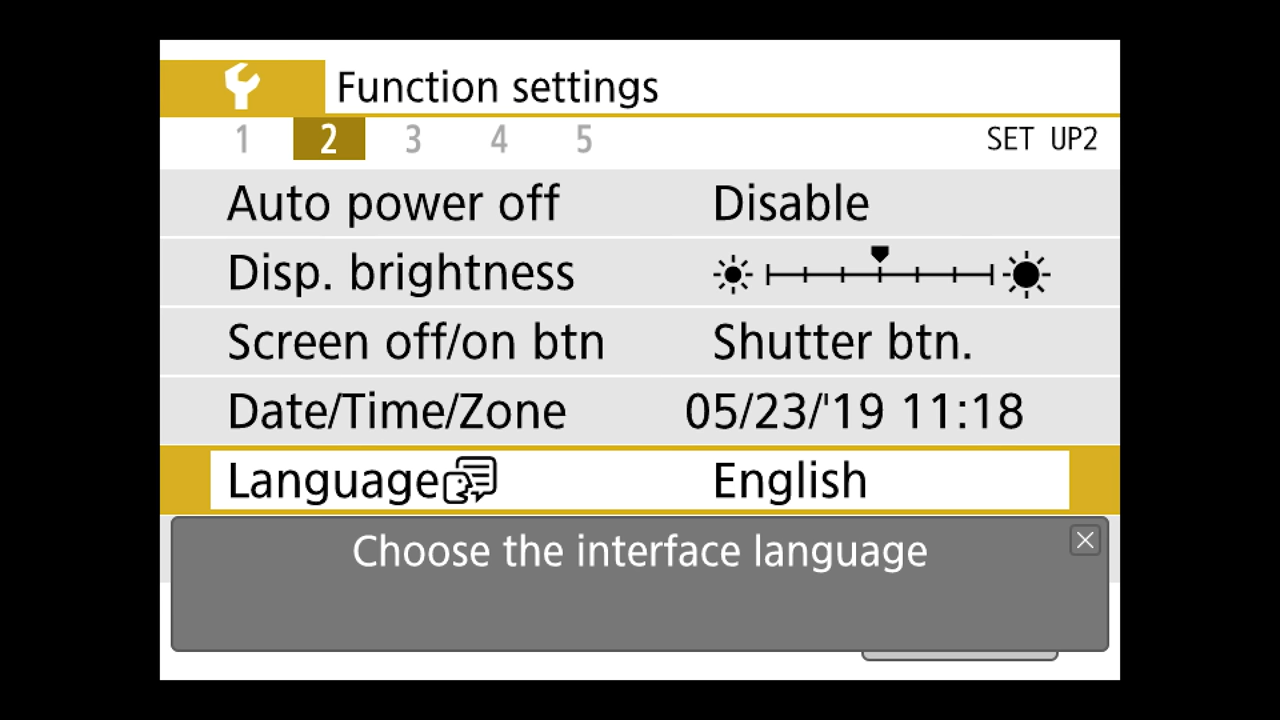 Function settings
1 2 3 4 5 SET UP2
Auto power off Disable
Disp. brightness
Screen off/on btn Shutter btn.
Date/Time/Zone 05/23/'19 11:18
Language English
Choose the interface language